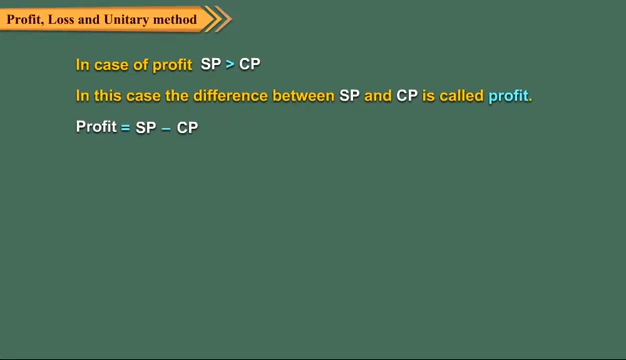 Profit, Loss and Unitary method
In case of profit SP > CP
In this case the difference between SP and CP is called profit.
Profit = SP – CP